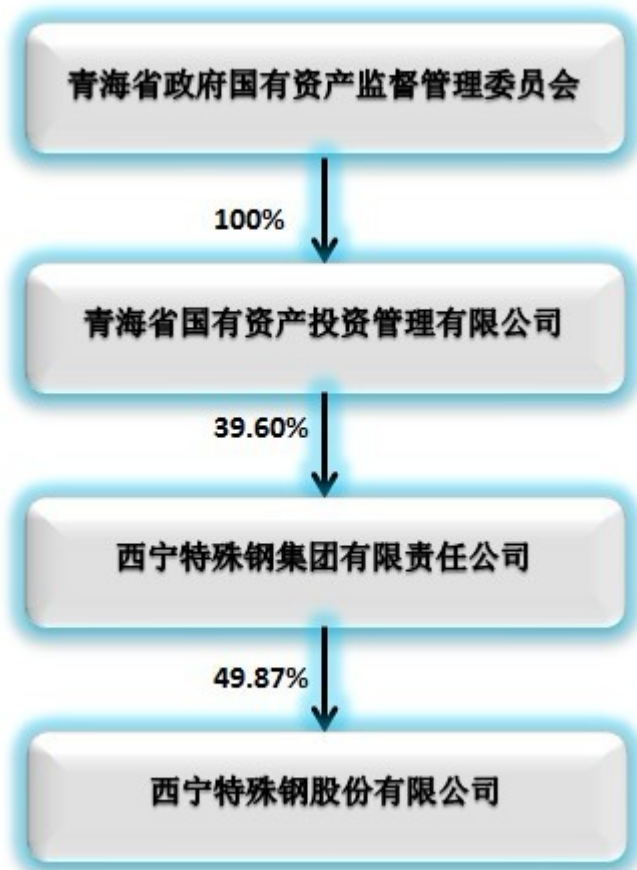 青海省政府国有资产监督管理委员会
100%
青海省国有资产投资管理有限公司
39.60%
西宁特殊钢集团有限责任公司
49.87%
西宁特殊钢股份有限公司